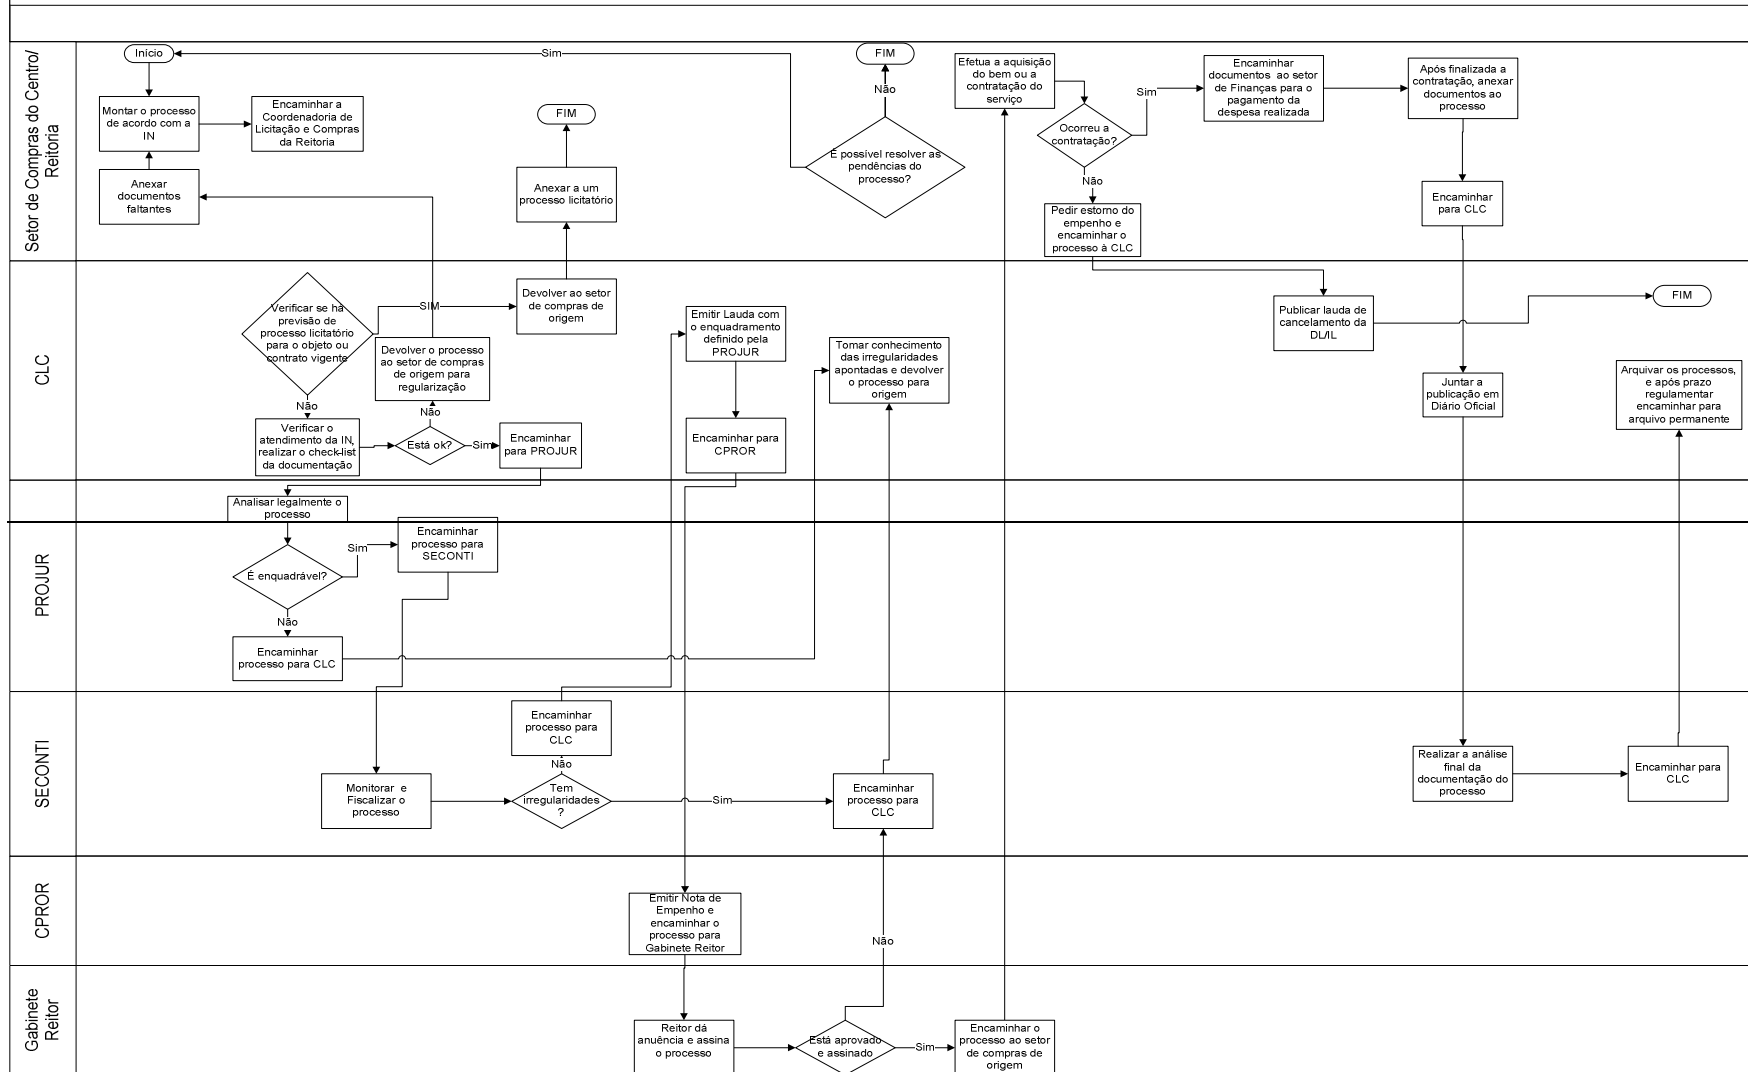 Setor de Compras do Centro/
Reitoria
Início
Sim
FIM
Não
É possível resolver as
pendências do
processo?
Montar o processo
de acordo com a
IN
Encaminhar a
Coordenadoria de
Licitação e Compras
da Reitoria
Anexar
documentos
faltantes
FIM
Anexar a um
processo licitatório
Efetua a aquisição
do bem ou a
contratação do
serviço
Ocorreu a
contratação?
Sim
Não
Encaminhar
documentos ao setor
de Finanças para o
pagamento da
despesa realizada
Após finalizada a
contratação, anexar
documentos ao
processo
Pedir estorno do
empenho e
encaminhar o
processo à CLC
Encaminhar
para CLC
CLC
Verificar se ha
previsão de
processo licitatório
para o objeto ou
contrato vigente
SIM
Não
Devolver ao setor
de compras de
origem
Devolver o processo
ao setor de compras
de origem para
regularização
Não
Verificar o
atendimento da IN,
realizar o check-list
da documentação
Está ok?
Sim
Encaminhar
para PROJUR
Emitir Lauda com
o enquadramento
definido pela
PROJUR
Encaminhar para
CPROR
Tomar conhecimento
das irregularidades
apontadas e devolver
o processo para
origem
Publicar lauda de
cancelamento da
DL/IL
FIM
Juntar a
publicação em
Diário Oficial
Arquivar os processos,
e após prazo
regulamentar
encaminhar para
arquivo permanente
PROJUR
Analisar legalmente o
processo
É enquadrável?
Sim
Não
Encaminhar
processo para
SECONTI
Encaminhar
processo para CLC
SECONTI
Encaminhar
processo para
CLC
Não
Monitorar e
Fiscalizar o
processo
Tem
irregularidades
?
Sim
Encaminhar
processo para
CLC
Realizar a análise
final da
documentação do
processo
Encaminhar para
CLC
CPROR
Emitir Nota de
Empenho e
encaminhar o
processo para
Gabinete Reitor
Não
Gabinete
Reitor
Reitor dá
anuência e assina
o processo
Está aprovado
e assinado
Sim
Encaminhar o
processo ao setor
de compras de
origem